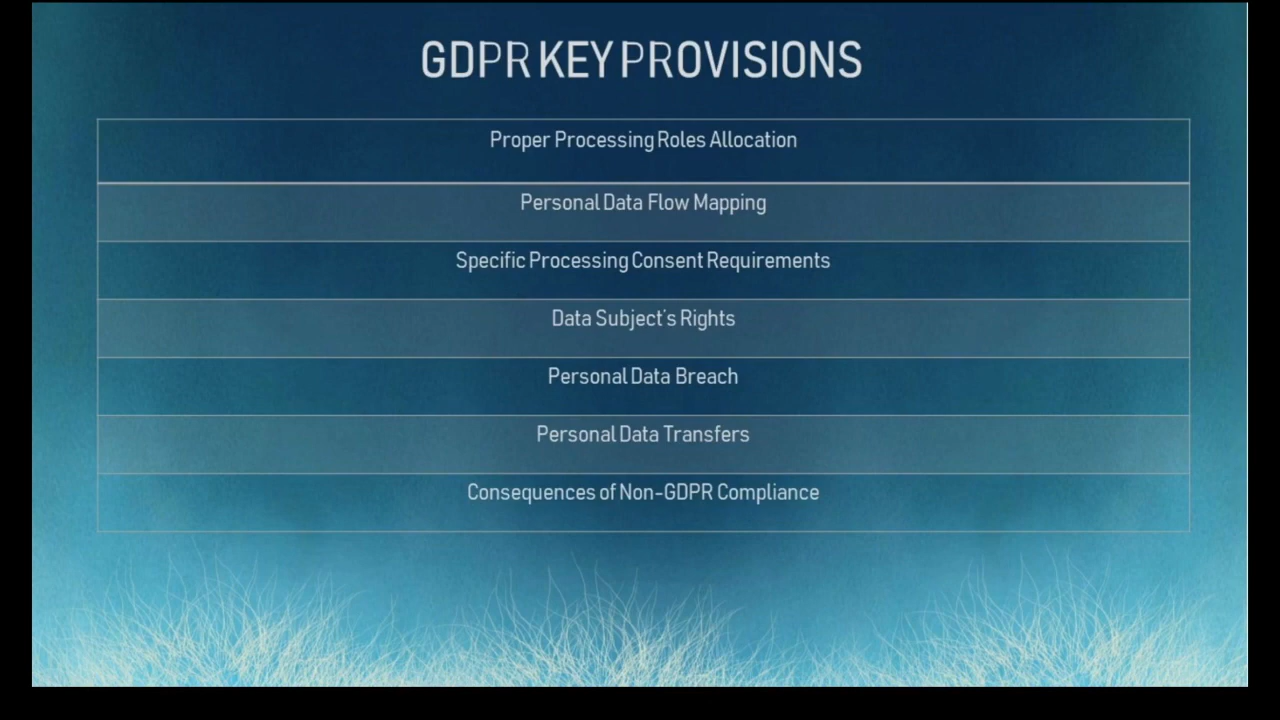 GDPR KEY PROVISIONS
Proper Processing Roles Allocation
Personal Data Flow Mapping
Specific Processing Consent Requirements
Data Subject's Rights
Personal Data Breach
Personal Data Transfers
Consequences of Non-GDPR Compliance